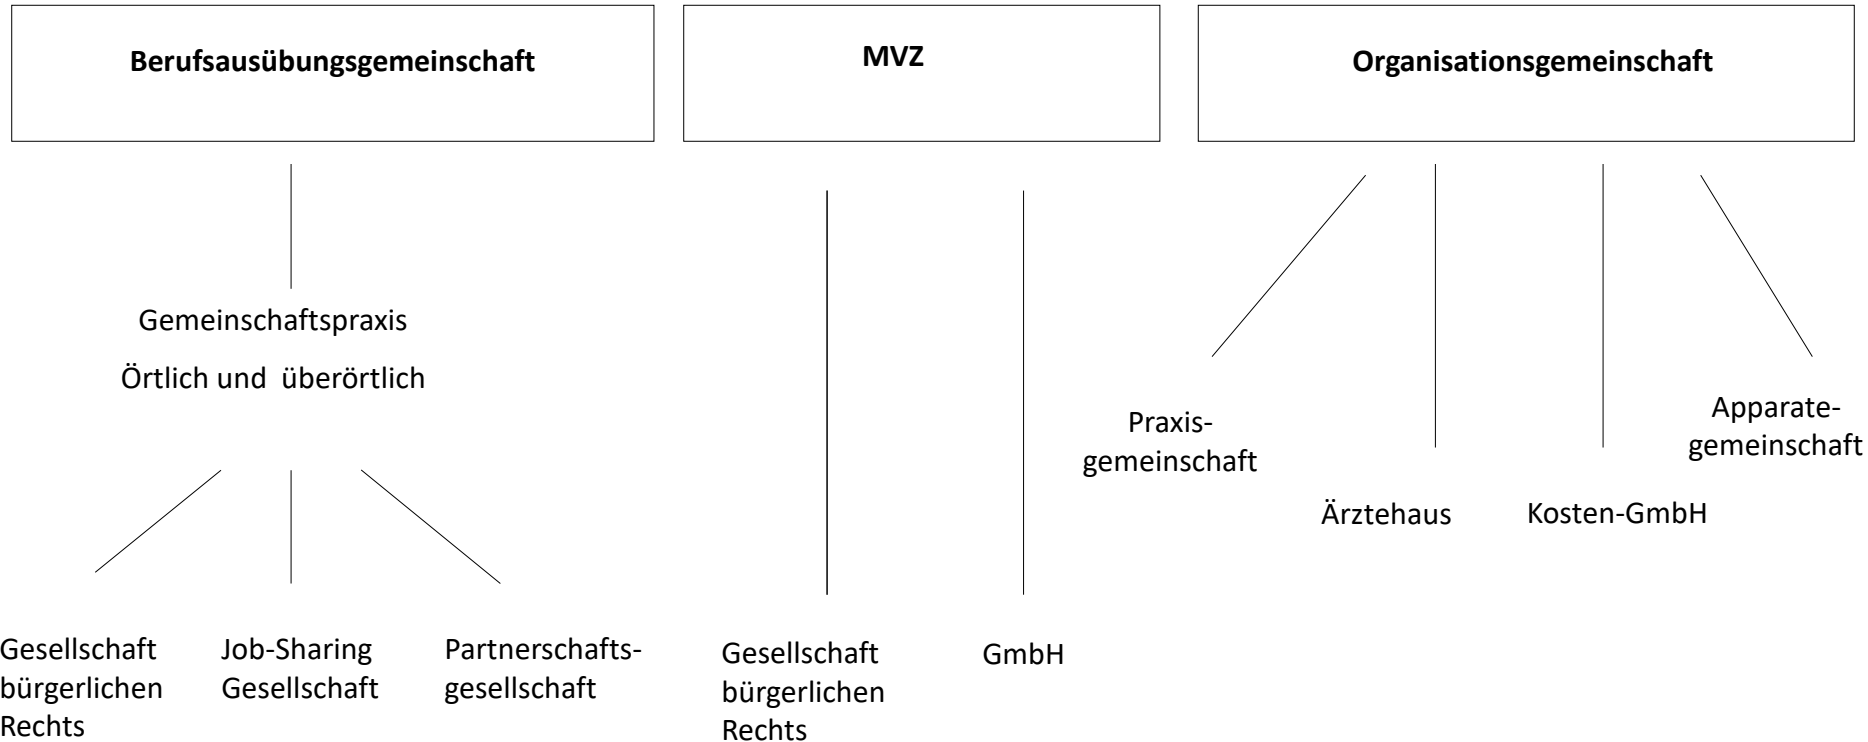 Berufsausübungsgemeinschaft
MVZ
Organisationsgemeinschaft
Gemeinschaftspraxis
Örtlich und überörtlich
Gesellschaft
bürgerlichen
Rechts
Job-Sharing
Gesellschaft
Partnerschafts-
gesellschaft
Gesellschaft
bürgerlichen
Rechts
GmbH
Praxis-
gemeinschaft
Ärztehaus
Kosten-GmbH
Apparate-
gemeinschaft